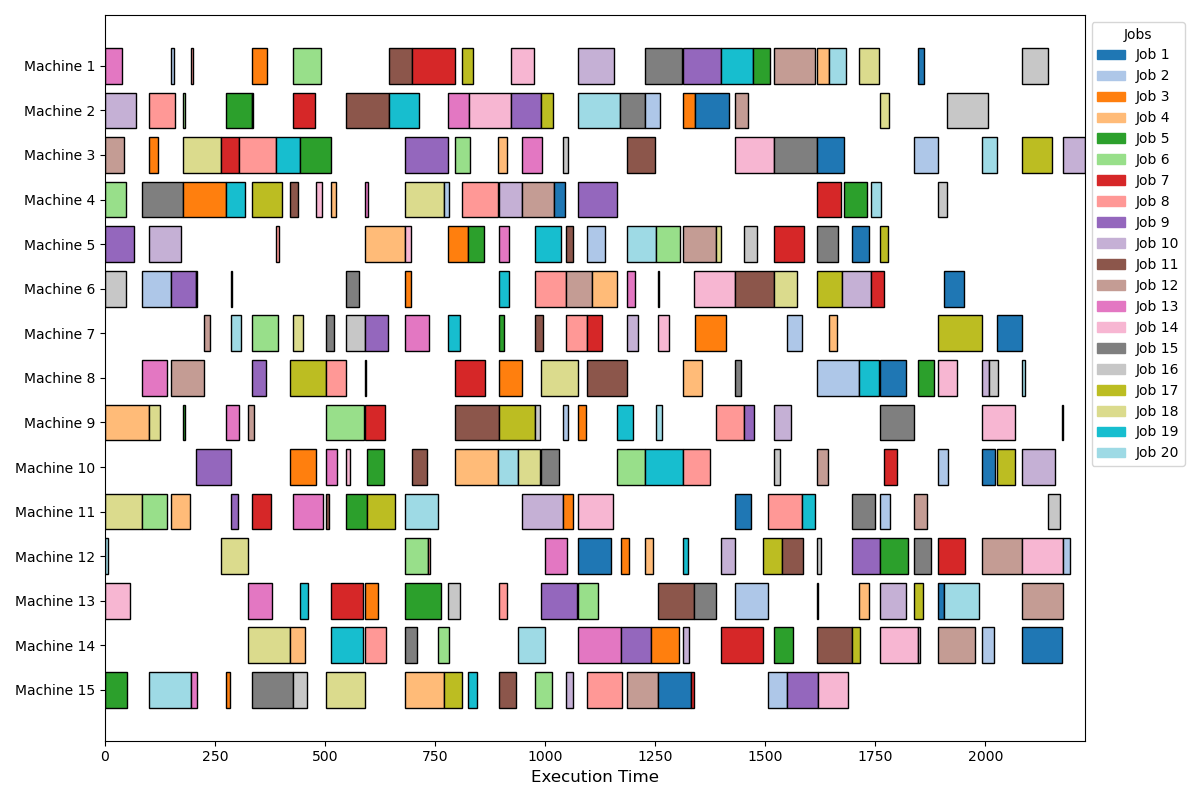 Machine 1
Machine 2
Machine 3
Machine 4
Machine 5
Machine 6
Machine 7
Machine 8
Machine 9
Machine 10
Machine 11
Machine 12
Machine 13
Machine 14
Machine 15
0 250 500 750 1000 1250 1500 1750 2000
Execution Time
Jobs
Job 1
Job 2
Job 3
Job 4
Job 5
Job 6
Job 7
Job 8
Job 9
Job 10
Job 11
Job 12
Job 13
Job 14
Job 15
Job 16
Job 17
Job 18
Job 19
Job 20